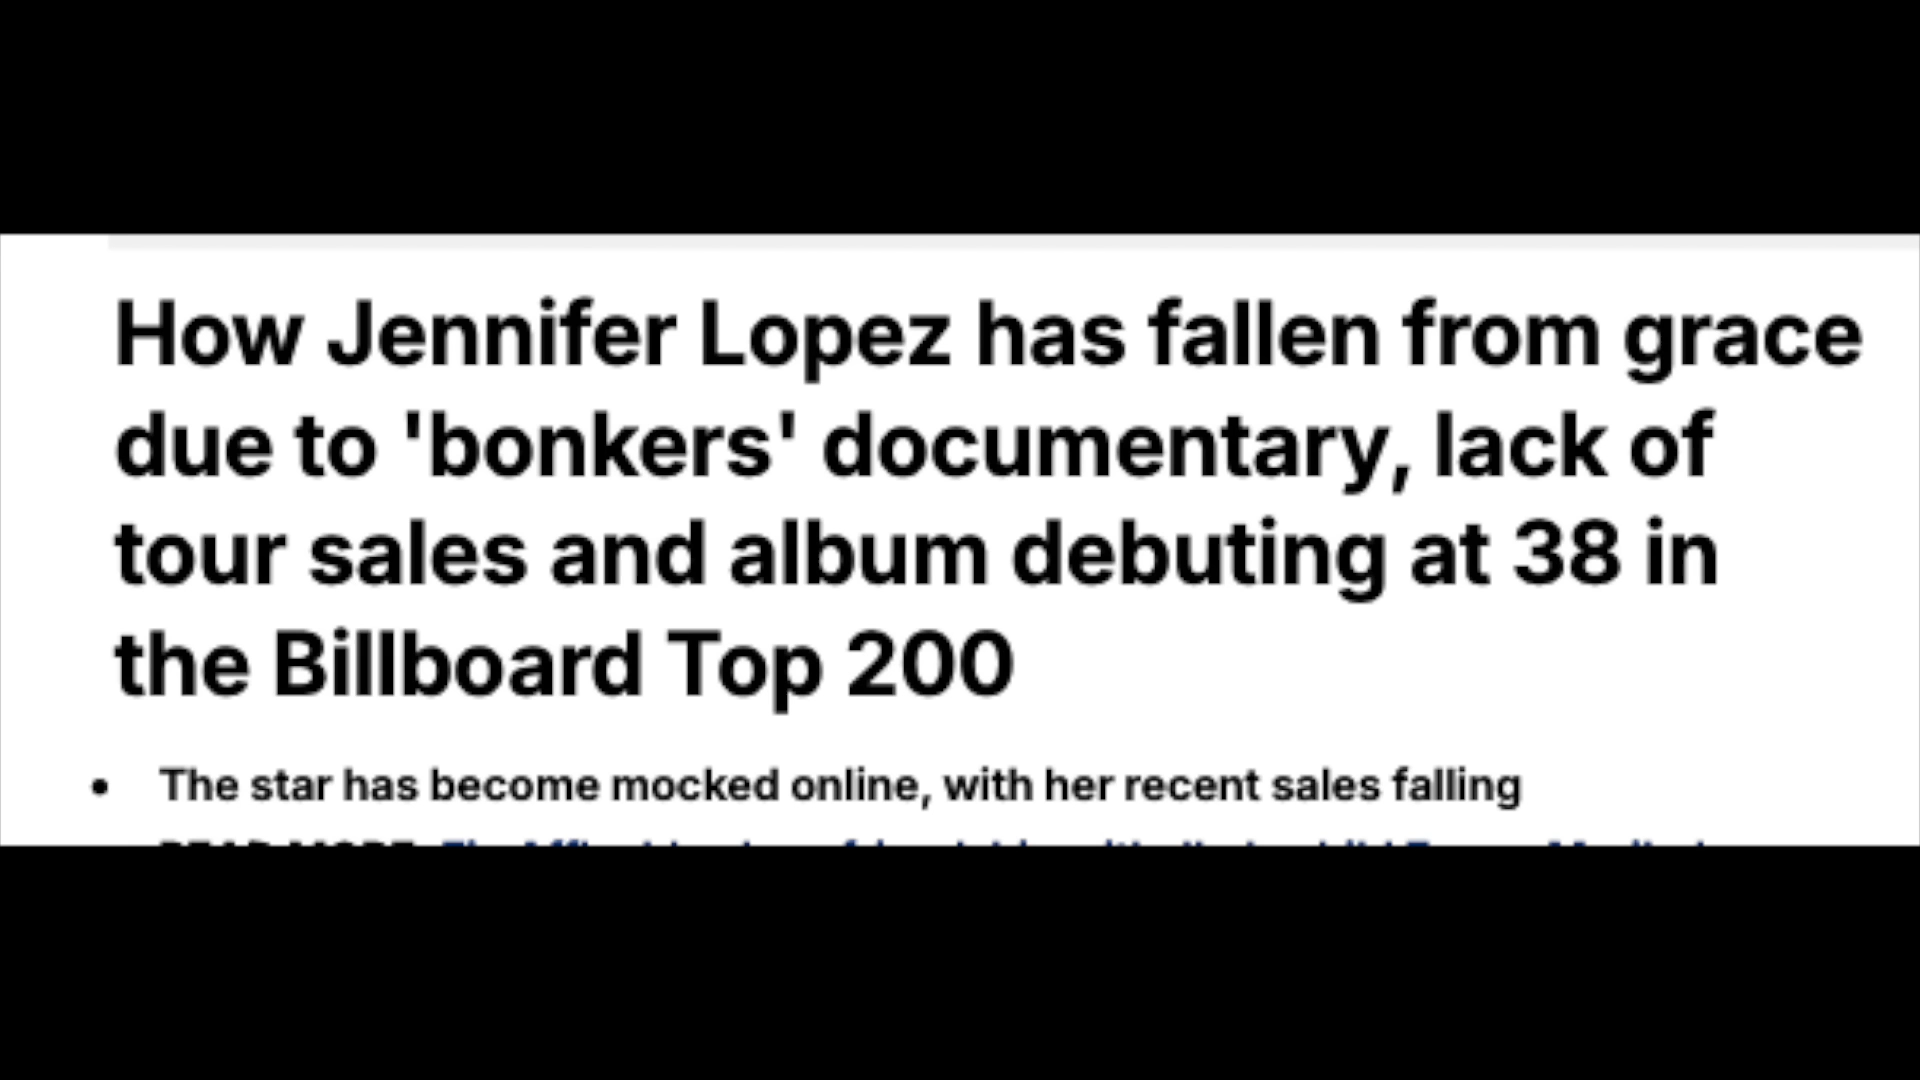 How Jennifer Lopez has fallen from grace
due to 'bonkers' documentary, lack of
tour sales and album debuting at 38 in
the Billboard Top 200
• The star has become mocked online, with her recent sales falling